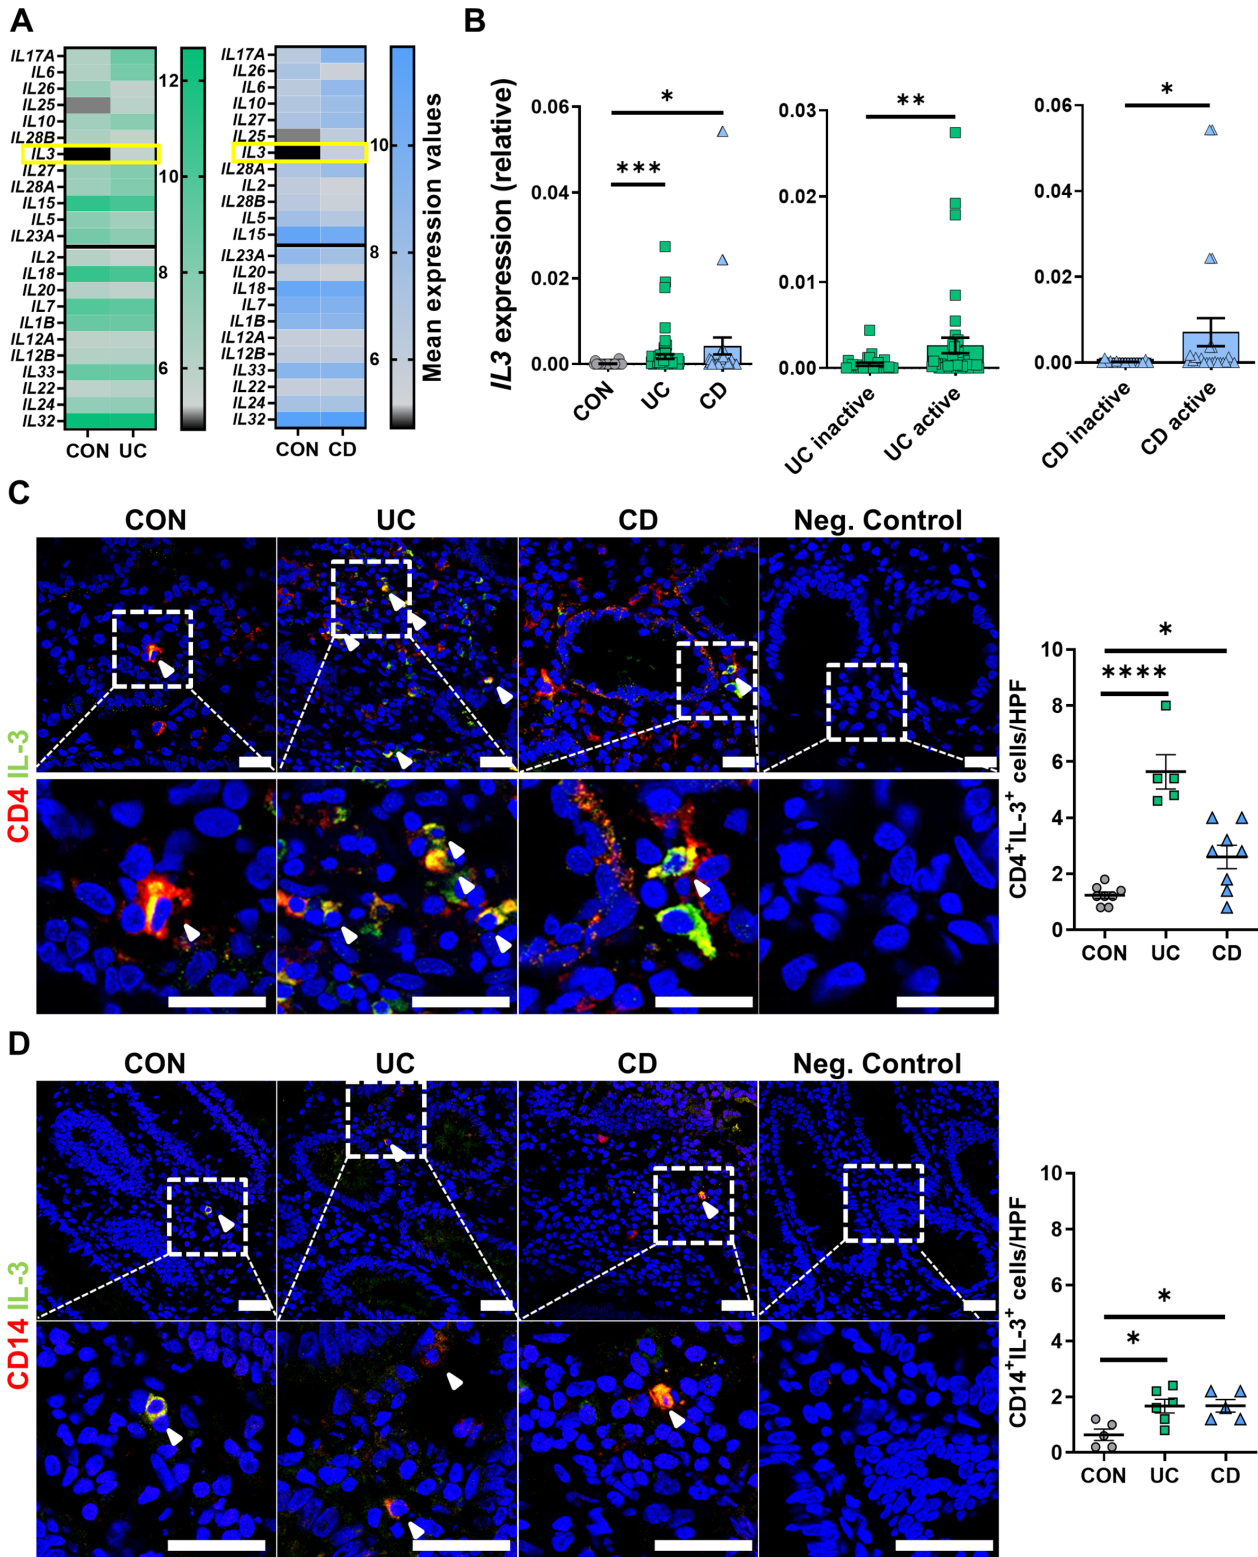 A
IL17A
IL6
IL26
IL25
IL10
IL28B
IL3
IL27
IL28A
IL15
IL5
IL23A
IL2
IL18
IL20
IL7
IL1B
IL12A
IL12B
IL33
IL22
IL24
IL32
CON UC
12
10
8
6
IL17A
IL26
IL6
IL10
IL27
IL25
IL3
IL28A
IL2
IL28B
IL5
IL15
IL23A
IL20
IL18
IL7
IL1B
IL12A
IL12B
IL33
IL22
IL24
IL32
CON CD
10
8
6
Mean expression values
B
IL3 expression (relative)
0.06
0.04
0.02
0.00
*
***
CON
UC
CD
0.03
0.02
0.01
0.00
**
UC inactive
UC active
0.06
0.04
0.02
0.00
*
CD inactive
CD active
C
CON
UC
CD
Neg. Control
CD4 IL-3
CD4+IL-3+ cells/HPF
10
8
6
4
2
0
*
****
CON UC CD
D
CON
UC
CD
Neg. Control
CD14 IL-3
CD14+IL-3+ cells/HPF
10
8
6
4
2
0
*
*
CON UC CD